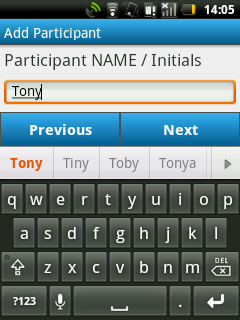 14:05
Add Participant
Participant NAME / Initials
Tony
Previous Next
Tony Tiny Toby Tonya
q w e r t y u i o p
a s d f g h j k l
z x c v b n m DEL
?123 .